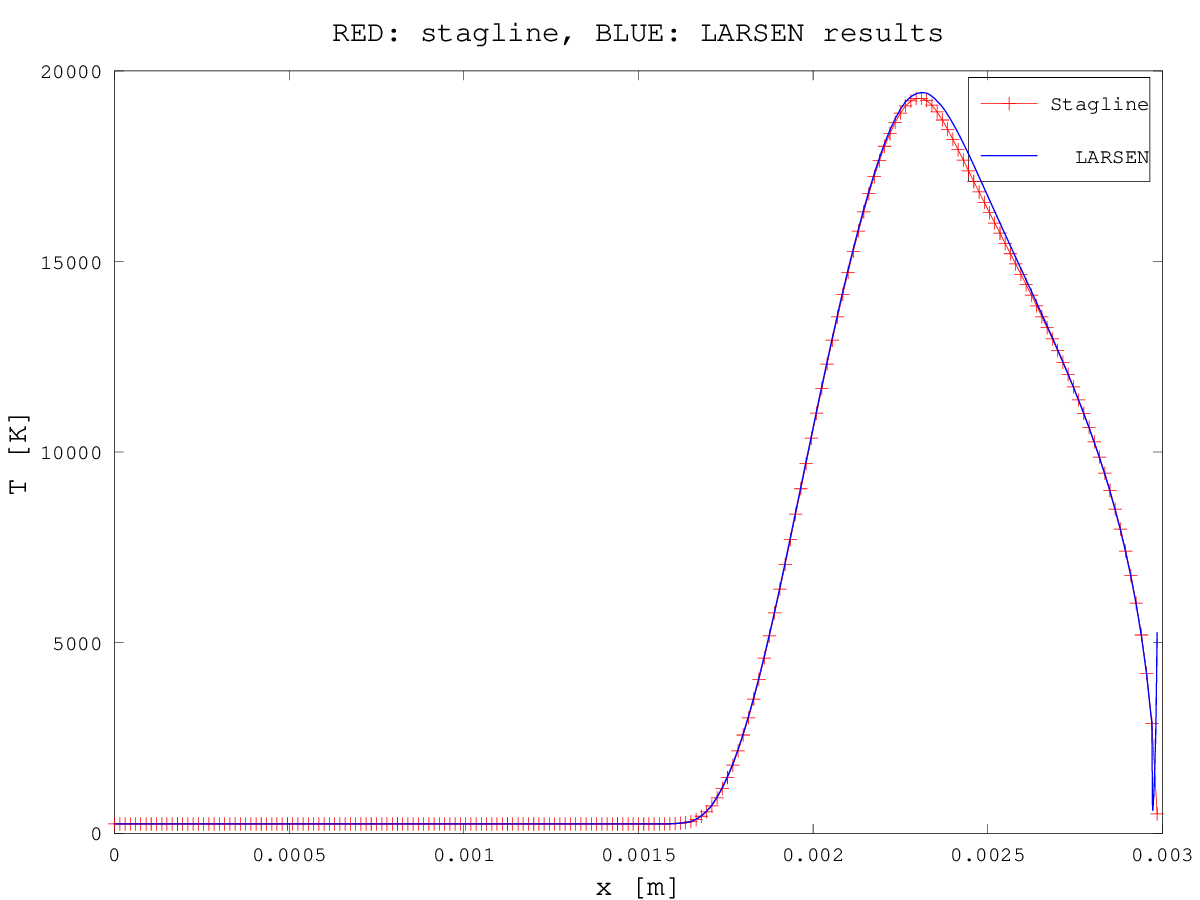 RED: stagline, BLUE: LARSEN results
20000
15000
10000
5000
0
T [K]
Stagline
LARSEN
0 0.0005 0.001 0.0015 0.002 0.0025 0.003
x [m]